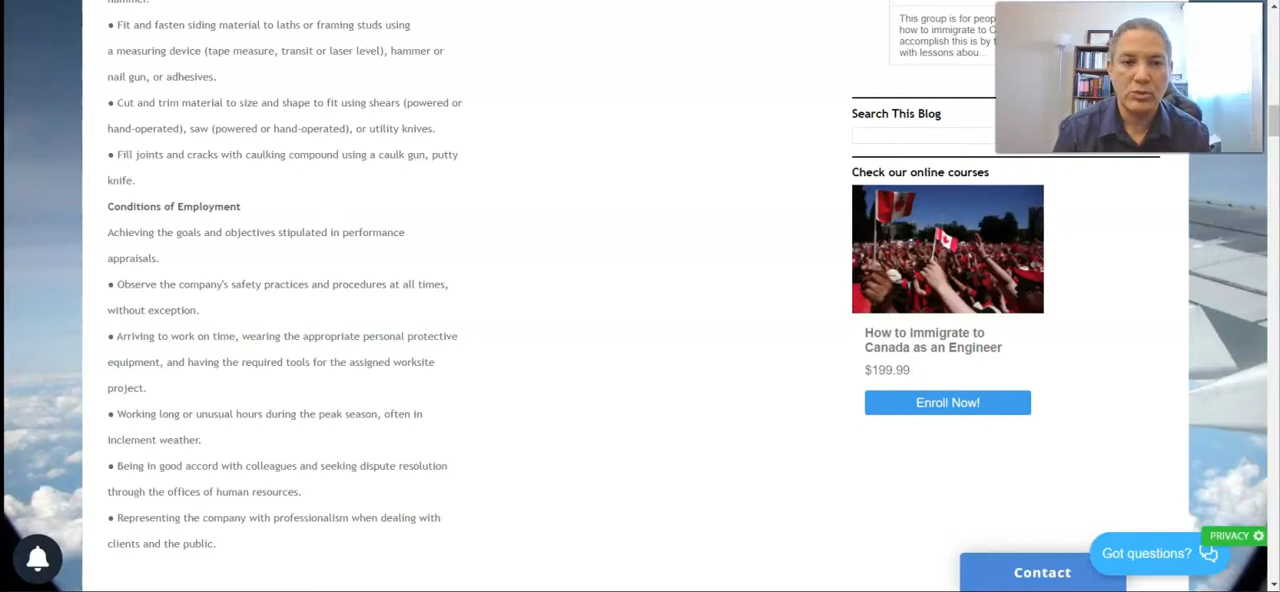 hammer.
● Fit and fasten siding material to laths or framing studs using
a measuring device (tape measure, transit or laser level), hammer or
nail gun, or adhesives.
● Cut and trim material to size and shape to fit using shears (powered or
hand-operated), saw (powered or hand-operated), or utility knives.
● Fill joints and cracks with caulking compound using a caulk gun, putty
knife.
Conditions of Employment
Achieving the goals and objectives stipulated in performance
appraisals.
● Observe the company's safety practices and procedures at all times,
without exception.
● Arriving to work on time, wearing the appropriate personal protective
equipment, and having the required tools for the assigned worksite
project.
● Working long or unusual hours during the peak season, often in
inclement weather.
● Being in good accord with colleagues and seeking dispute resolution
through the offices of human resources.
● Representing the company with professionalism when dealing with
clients and the public.
This group is for peop
how to immigrate to C
accomplish this is by t
with lessons abou...
Search This Blog
Check our online courses
How to Immigrate to
Canada as an Engineer
$199.99
Enroll Now!
PRIVACY
Got questions?
Contact